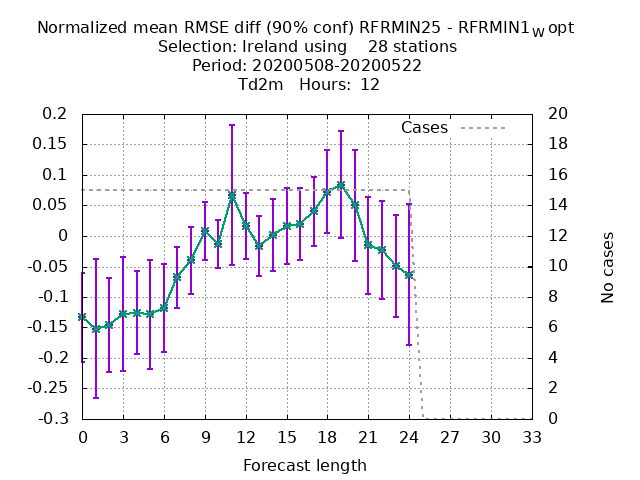 Normalized mean RMSE diff (90% conf) RFRMIN25 - RFRMIN1W opt
Selection: Ireland using 28 stations
Period: 20200508-20200522
Td2m Hours: 12
Cases
0.2
0.15
0.1
0.05
0
-0.05
-0.1
-0.15
-0.2
-0.25
-0.3
20
18
16
14
12
10
8
6
4
2
0
No cases
0 3 6 9 12 15 18 21 24 27 30 33
Forecast length